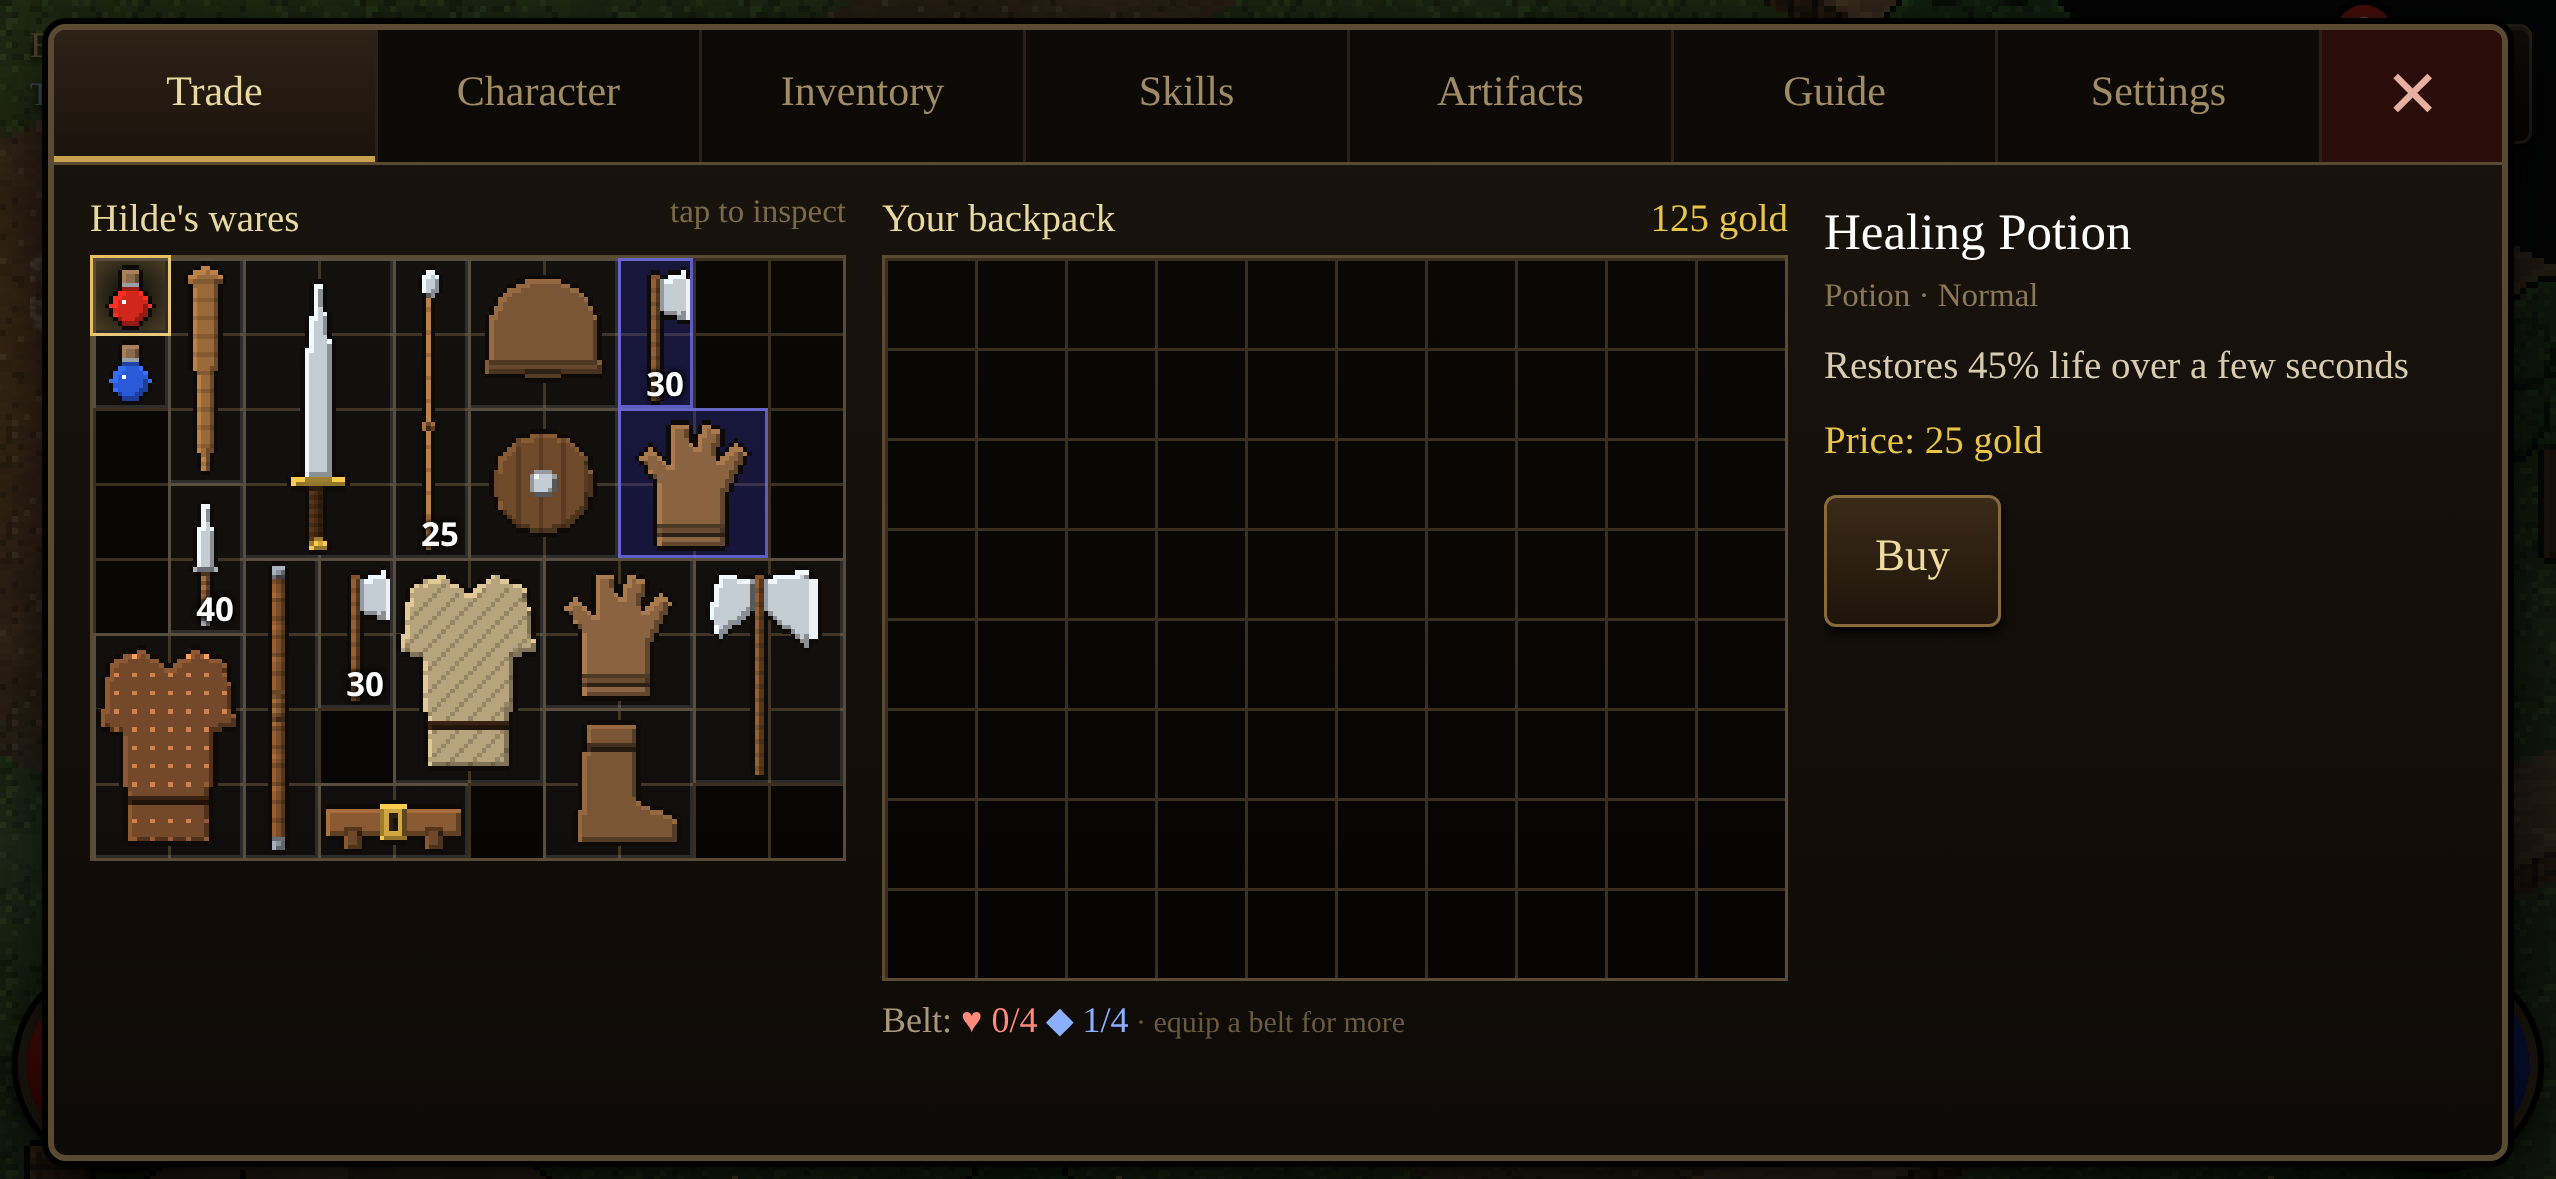 Trade Character Inventory Skills Artifacts Guide Settings ✕
Hilde's wares tap to inspect
30
25
40
30
Your backpack 125 gold
Belt: ♥ 0/4 ◆ 1/4 · equip a belt for more
Healing Potion
Potion · Normal
Restores 45% life over a few seconds
Price: 25 gold
Buy